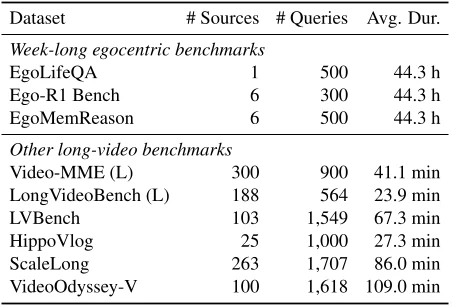 Dataset # Sources # Queries Avg. Dur.
Week-long egocentric benchmarks
EgoLifeQA 1 500 44.3 h
Ego-R1 Bench 6 300 44.3 h
EgoMemReason 6 500 44.3 h
Other long-video benchmarks
Video-MME (L) 300 900 41.1 min
LongVideoBench (L) 188 564 23.9 min
LVBench 103 1,549 67.3 min
HippoVlog 25 1,000 27.3 min
ScaleLong 263 1,707 86.0 min
VideoOdyssey-V 100 1,618 109.0 min